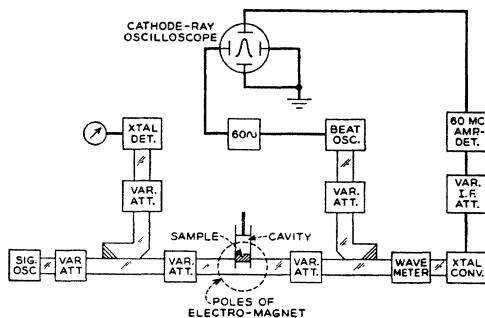 CATHODE-RAY
OSCILLOSCOPE
XTAL
DET.
60~
BEAT
OSC.
60 MC
AMR-
DET.
VAR.
ATT.
VAR.
ATT.
VAR.
I.F.
ATT.
SAMPLE
CAVITY
SIG.
OSC
VAR
ATT
VAR.
ATT.
VAR.
ATT.
WAVE
METER
XTAL
CONV.
POLES OF
ELECTRO-MAGNET